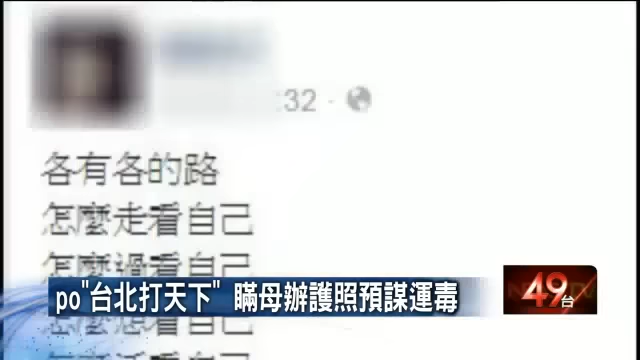 :32
各有各的路
怎麼走看自己
怎麼過看自己
po"台北打天下" 瞞母辦護照預謀運毒
49台